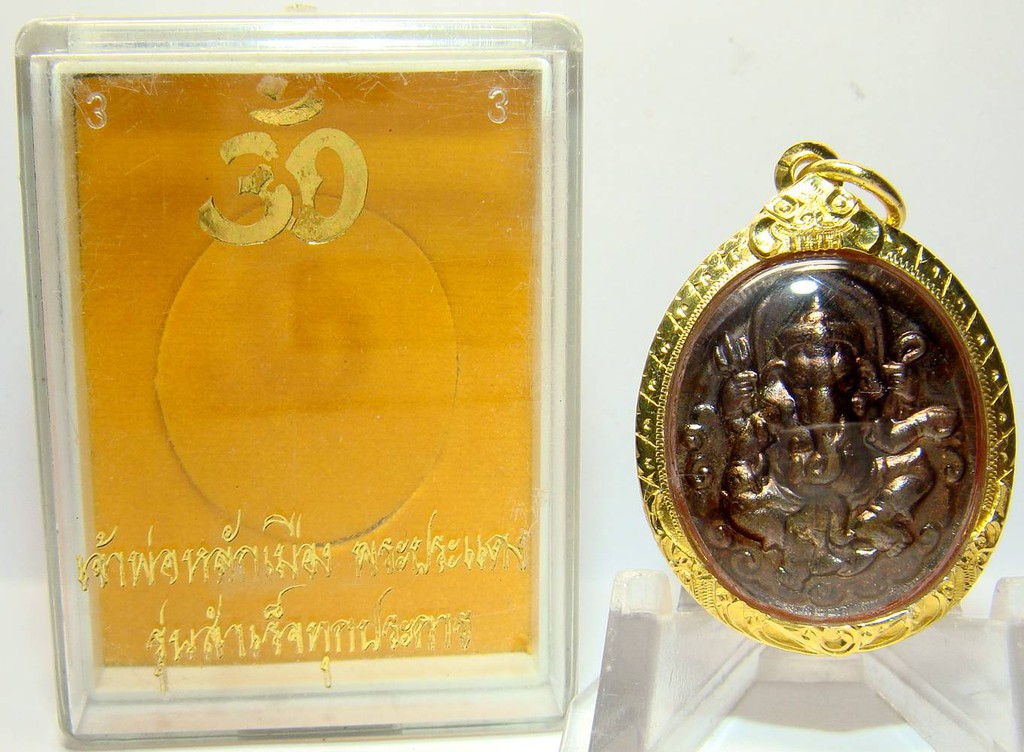 3 3
ॐ
เจ้าพ่อหลักเมือง พระประแดง
รุ่นสำเร็จทุกประการ